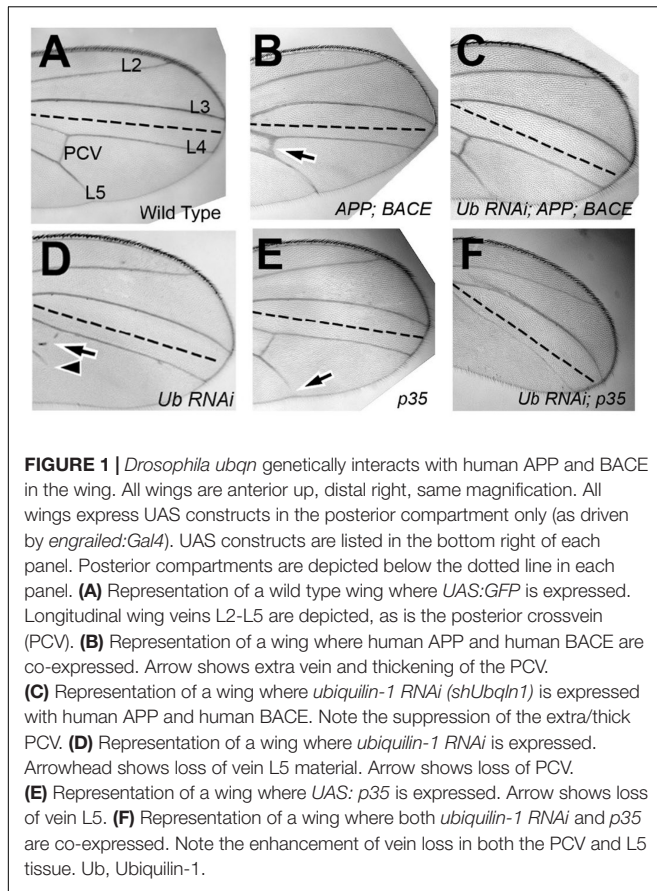 A
L2
L3
L4
PCV
L5
Wild Type
B
APP; BACE
C
Ub RNAi; APP; BACE
D
Ub RNAi
E
p35
F
Ub RNAi; p35
FIGURE 1 | Drosophila ubqn genetically interacts with human APP and BACE
in the wing. All wings are anterior up, distal right, same magnification. All
wings express UAS constructs in the posterior compartment only (as driven
by engrailed:Gal4). UAS constructs are listed in the bottom right of each
panel. Posterior compartments are depicted below the dotted line in each
panel. (A) Representation of a wild type wing where UAS:GFP is expressed.
Longitudinal wing veins L2-L5 are depicted, as is the posterior crossvein
(PCV). (B) Representation of a wing where human APP and human BACE are
co-expressed. Arrow shows extra vein and thickening of the PCV.
(C) Representation of a wing where ubiquilin-1 RNAi (shUbqln1) is expressed
with human APP and human BACE. Note the suppression of the extra/thick
PCV. (D) Representation of a wing where ubiquilin-1 RNAi is expressed.
Arrowhead shows loss of vein L5 material. Arrow shows loss of PCV.
(E) Representation of a wing where UAS: p35 is expressed. Arrow shows loss
of vein L5. (F) Representation of a wing where both ubiquilin-1 RNAi and p35
are co-expressed. Note the enhancement of vein loss in both the PCV and L5
tissue. Ub, Ubiquilin-1.